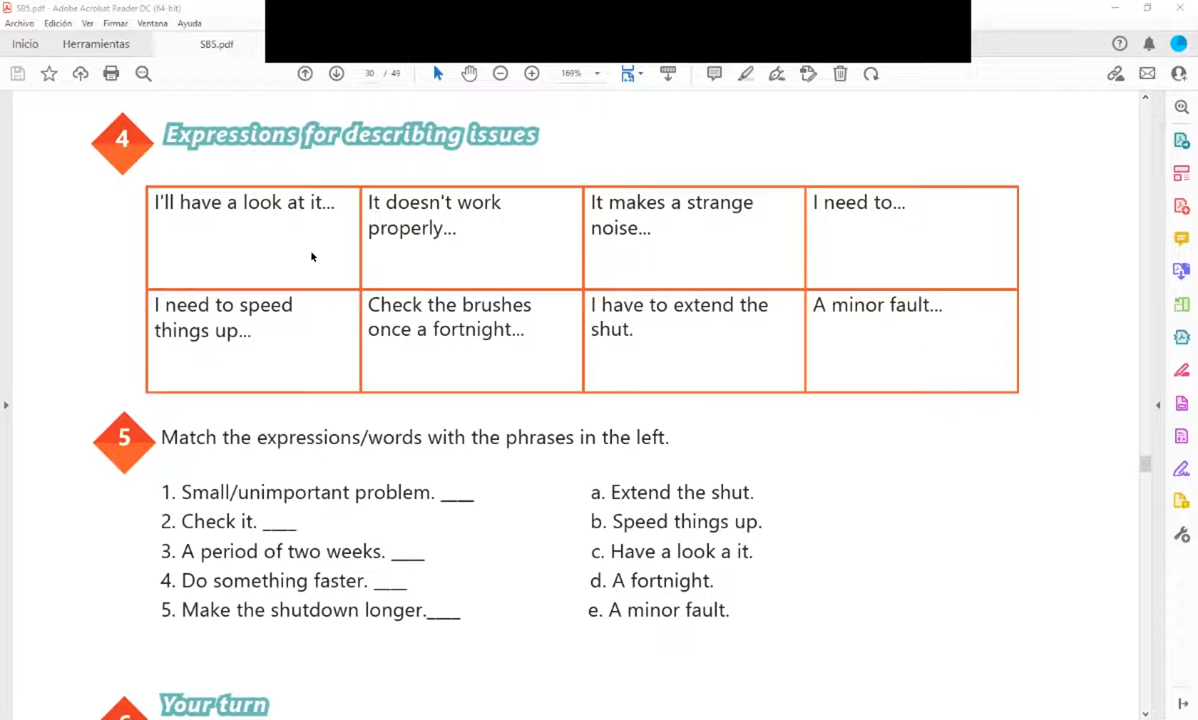 SB5.pdf - Adobe Acrobat Reader DC (64-bit)
Archivo Edición Ver Firmar Ventana Ayuda
Inicio Herramientas SB5.pdf
30 / 49 169%
4 Expressions for describing issues
I'll have a look at it...
It doesn't work
properly...
It makes a strange
noise...
I need to...
I need to speed
things up...
Check the brushes
once a fortnight...
I have to extend the
shut.
A minor fault...
5 Match the expressions/words with the phrases in the left.
1. Small/unimportant problem. ____
2. Check it. ____
3. A period of two weeks. ____
4. Do something faster. ____
5. Make the shutdown longer.____
a. Extend the shut.
b. Speed things up.
c. Have a look a it.
d. A fortnight.
e. A minor fault.
Your turn